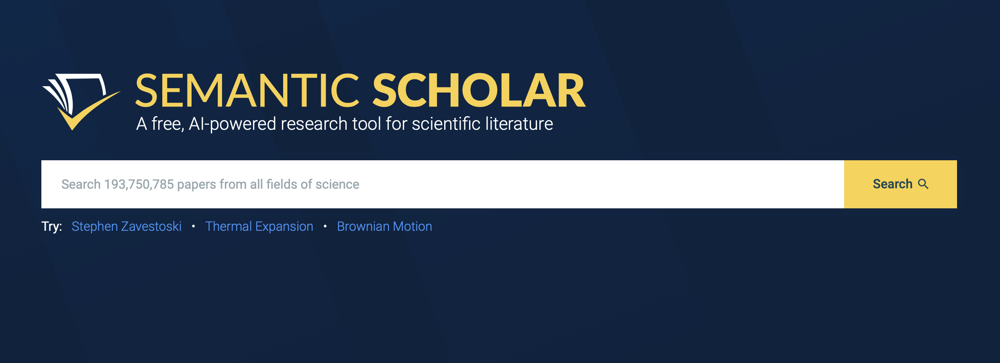 SEMANTIC SCHOLAR
A free, AI-powered research tool for scientific literature
Search 193,750,785 papers from all fields of science
Search
Try: Stephen Zavestoski • Thermal Expansion • Brownian Motion